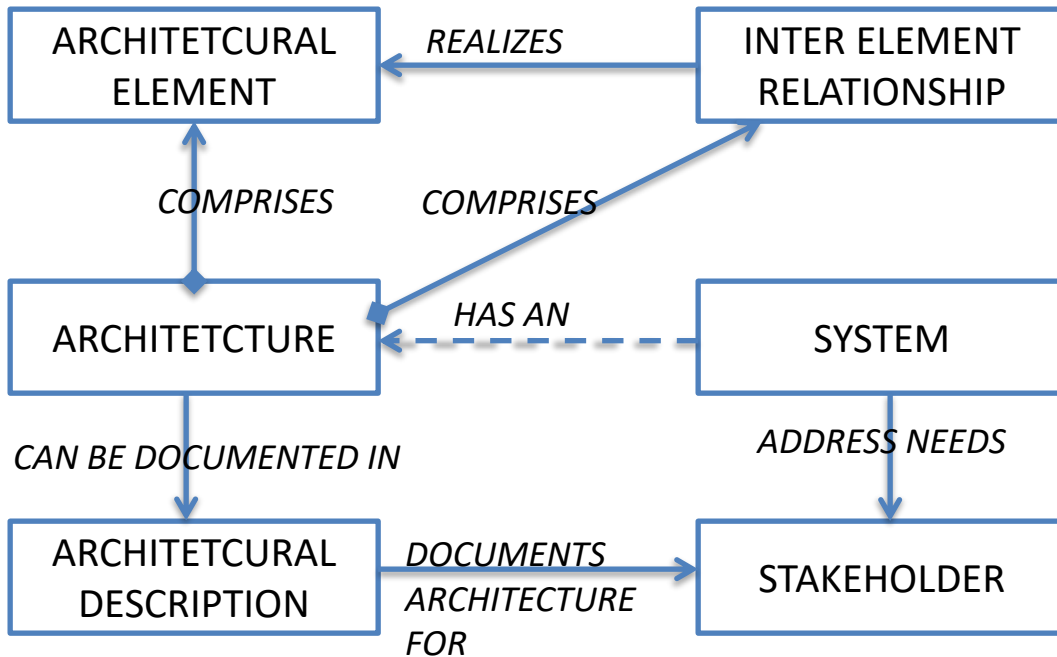 ARCHITETCURAL
ELEMENT
REALIZES
INTER ELEMENT
RELATIONSHIP
COMPRISES
COMPRISES
ARCHITETCTURE
HAS AN
SYSTEM
CAN BE DOCUMENTED IN
ADDRESS NEEDS
ARCHITETCURAL
DESCRIPTION
DOCUMENTS
ARCHITECTURE
FOR
STAKEHOLDER